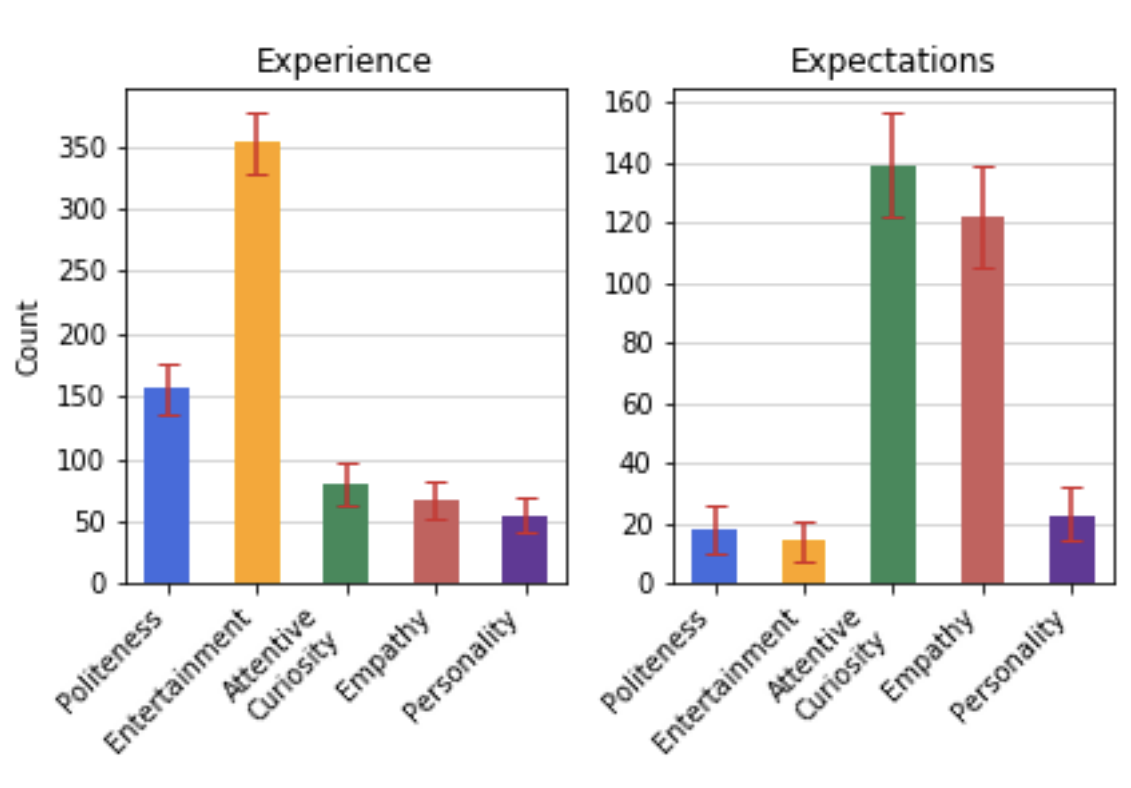 Experience
Count
350
300
250
200
150
100
50
0
Politeness
Entertainment
Attentive
Curiosity
Empathy
Personality
Expectations
160
140
120
100
80
60
40
20
0
Politeness
Entertainment
Attentive
Curiosity
Empathy
Personality